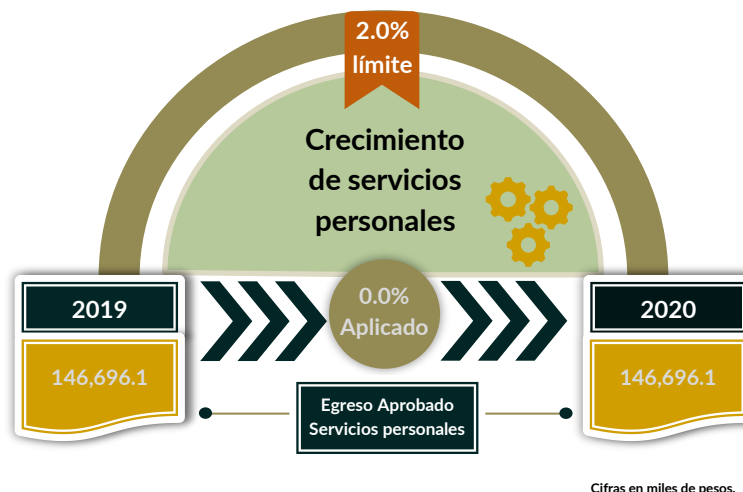 2.0%
límite
Crecimiento
de servicios
personales
2019
0.0%
Aplicado
2020
146,696.1
146,696.1
Egreso Aprobado
Servicios personales
Cifras en miles de pesos.